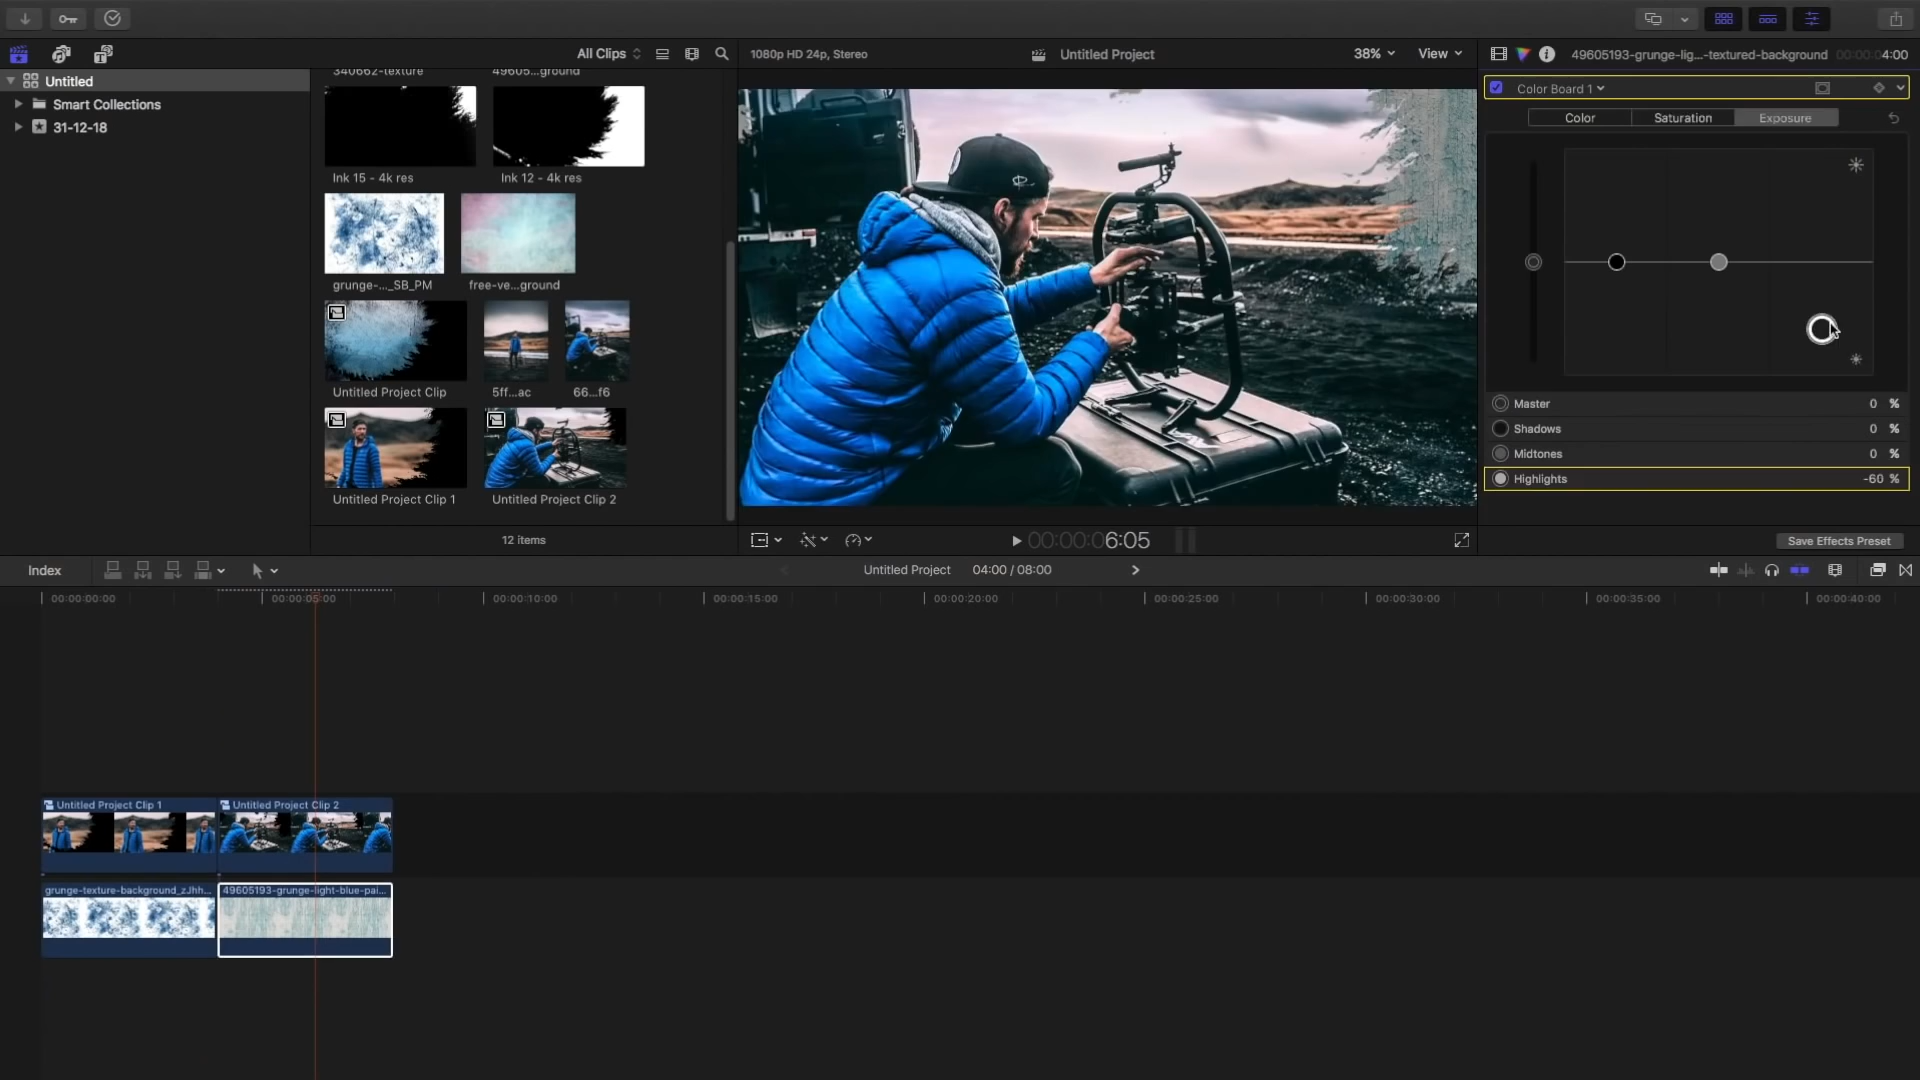 All Clips
1080p HD 24p, Stereo
Untitled Project
38%
View
49605193-grunge-lig...-textured-background
00:00:04:00
Untitled
Smart Collections
31-12-18
340662-texture
49605...ground
Ink 15 - 4k res
Ink 12 - 4k res
grunge-..._SB_PM
free-ve...ground
Untitled Project Clip
5ff...ac
66...f6
Untitled Project Clip 1
Untitled Project Clip 2
12 items
Color Board 1
Color
Saturation
Exposure
Master 0 %
Shadows 0 %
Midtones 0 %
Highlights -60 %
Save Effects Preset
00:00:06:05
Index
Untitled Project
04:00 / 08:00
00:00:00:00
00:00:05:00
00:00:10:00
00:00:15:00
00:00:20:00
00:00:25:00
00:00:30:00
00:00:35:00
00:00:40:00
Untitled Project Clip 1
Untitled Project Clip 2
grunge-texture-background_zJhh...
49605193-grunge-light-blue-pai...